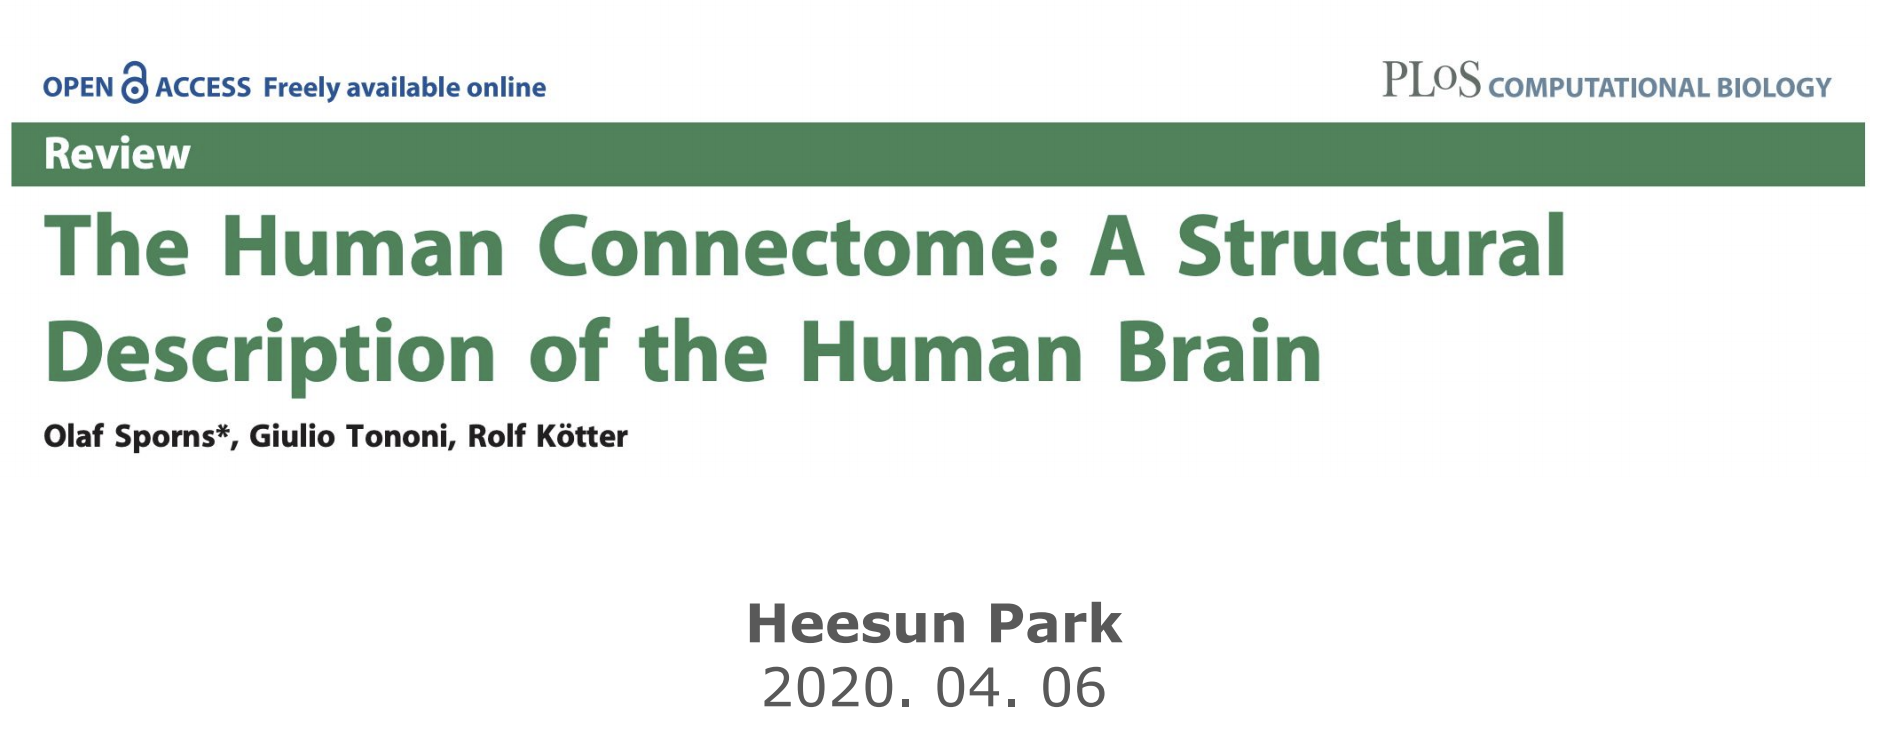 OPEN ACCESS Freely available online
PLoS COMPUTATIONAL BIOLOGY
Review
The Human Connectome: A Structural
Description of the Human Brain
Olaf Sporns*, Giulio Tononi, Rolf Kötter
Heesun Park
2020. 04. 06